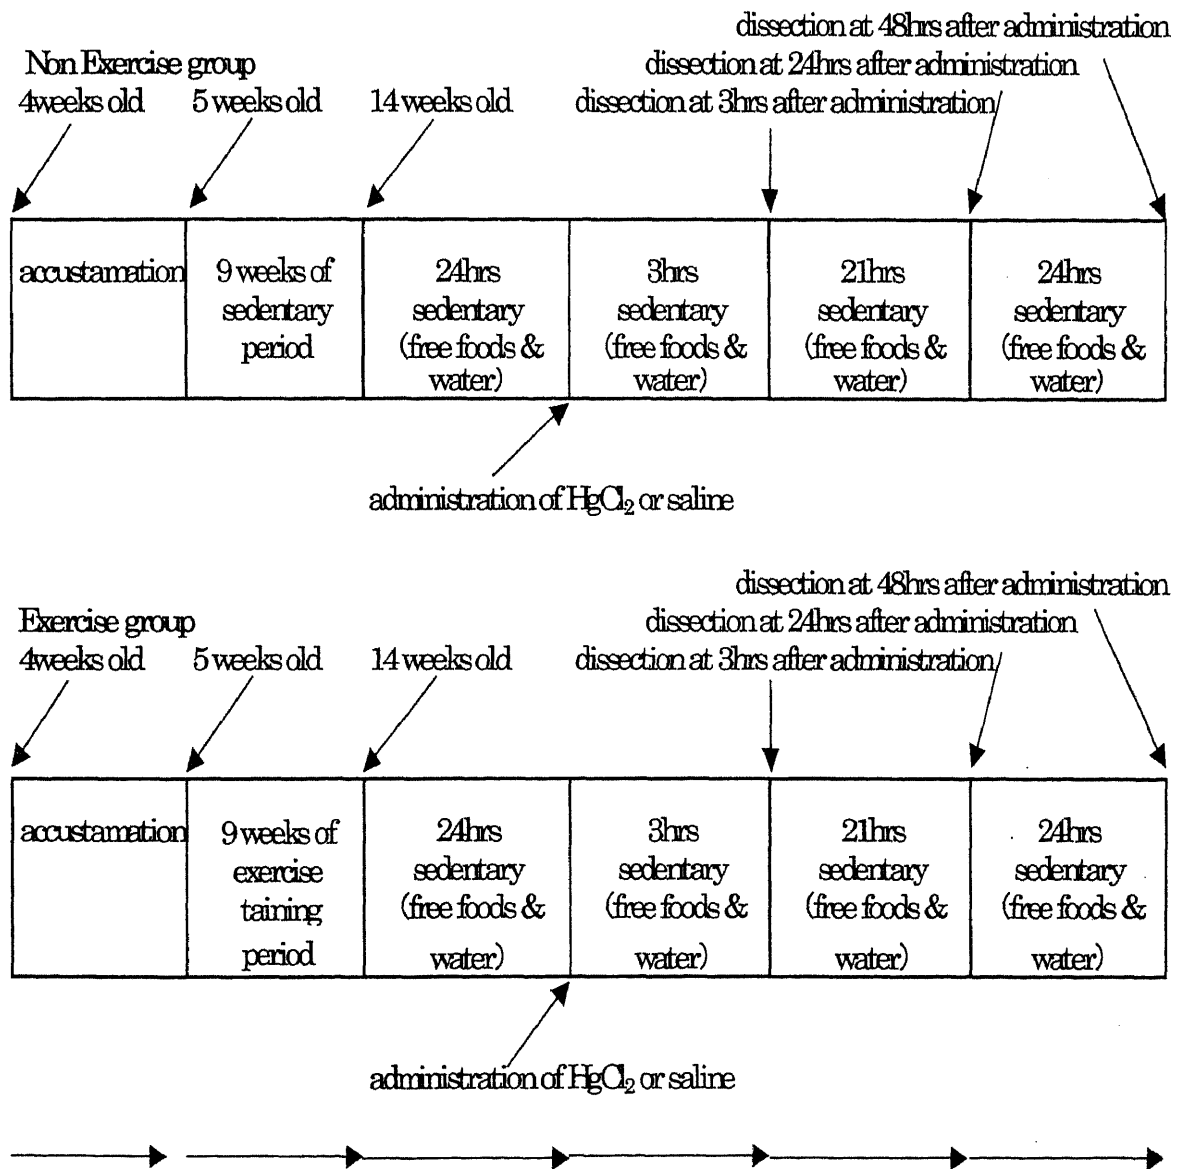 dissection at 48hrs after administration
Non Exercise group
dissection at 24hrs after administration
4weeks old
5 weeks old
14 weeks old
dissection at 3hrs after administration
accustamation
9 weeks of
sedentary
period
24hrs
sedentary
(free foods &
water)
3hrs
sedentary
(free foods &
water)
21hrs
sedentary
(free foods &
water)
24hrs
sedentary
(free foods &
water)
administration of HgCl₂ or saline
dissection at 48hrs after administration
Exercise group
dissection at 24hrs after administration
4weeks old
5 weeks old
14 weeks old
dissection at 3hrs after administration
accustamation
9 weeks of
exercise
taining
period
24hrs
sedentary
(free foods &
water)
3hrs
sedentary
(free foods &
water)
21hrs
sedentary
(free foods &
water)
24hrs
sedentary
(free foods &
water)
administration of HgCl₂ or saline